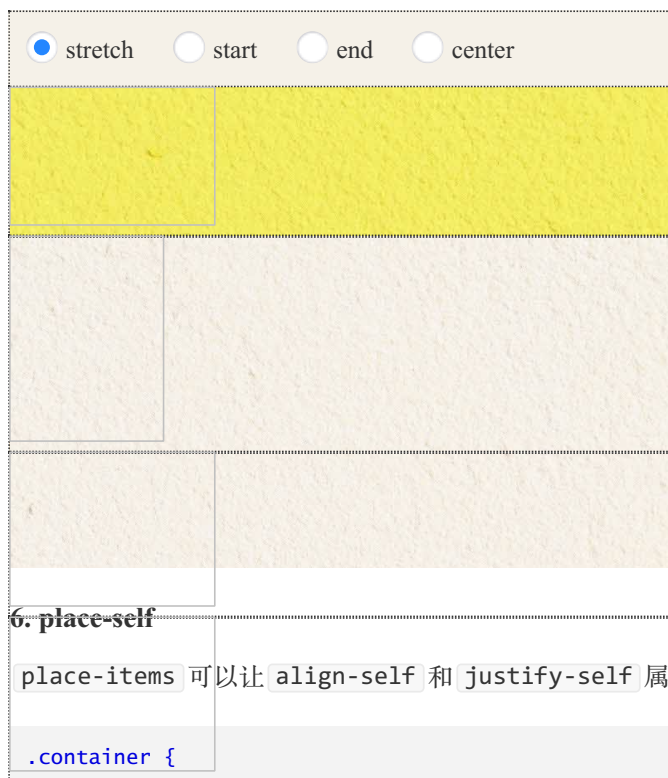 stretch start end center
6. place-self
place-items 可以让 align-self 和 justify-self 属
.container {